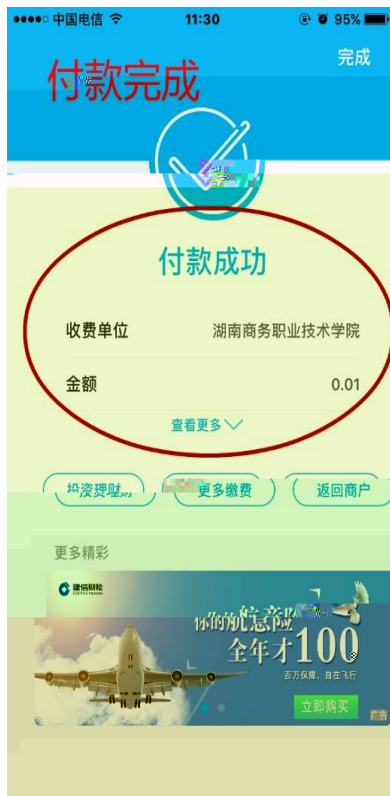 中国电信 11:30 95%
完成
付款完成
付款成功
收费单位 湖南商务职业技术学院
金额 0.01
查看更多
投资理财 更多缴费 返回商户
更多精彩
建信财险
你的航意险
全年才100
百万保障,自在飞行
立即购买
广告